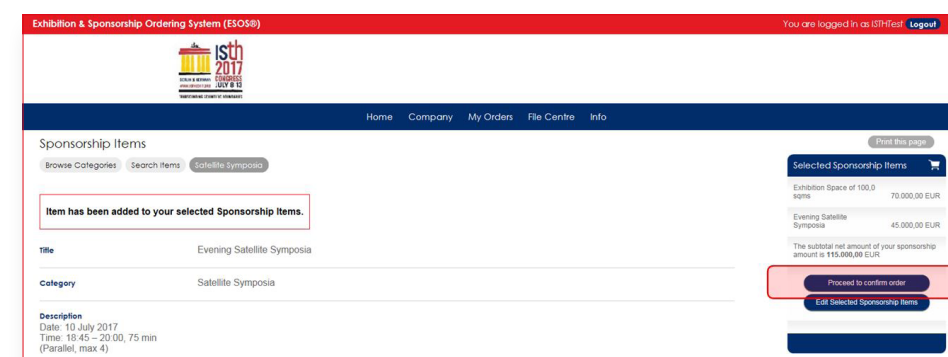 Exhibition & Sponsorship Ordering System (ESOS®)
You are logged in as ISTHTest Logout
isth
2017
CONGRESS
JULY 8-13
Home Company My Orders File Centre Info
Sponsorship Items
Print this page
Browse Categories Search Items Satellite Symposia
Selected Sponsorship Items
Exhibition Space of 100,0
sqms 70.000,00 EUR
Item has been added to your selected Sponsorship Items.
Evening Satellite
Symposia 45.000,00 EUR
Title Evening Satellite Symposia
The subtotal net amount of your sponsorship
amount is 115.000,00 EUR
Category Satellite Symposia
Proceed to confirm order
Edit Selected Sponsorship Items
Description
Date: 10 July 2017
Time: 18:45 – 20:00, 75 min
(Parallel, max 4)